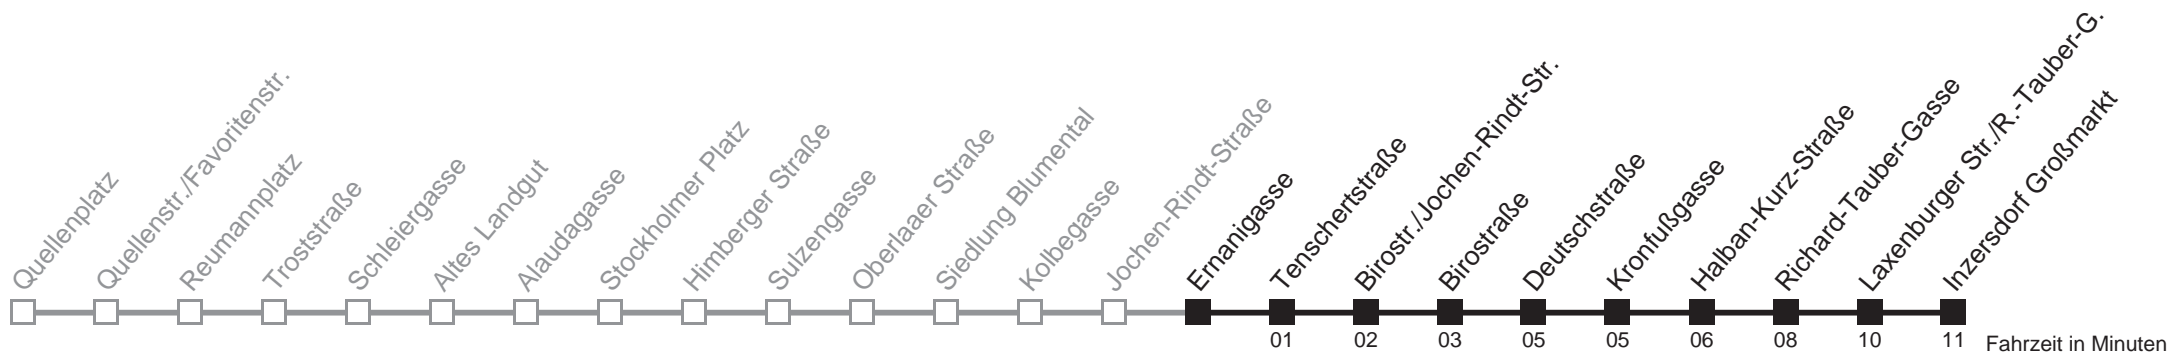 Quellenplatz
Quellenstr./Favoritenstr.
Reumannplatz
Troststraße
Schleiergasse
Altes Landgut
Alaudagasse
Stockholmer Platz
Himberger Straße
Sulzengasse
Oberlaaer Straße
Siedlung Blumental
Kolbegasse
Jochen-Rindt-Straße
Ernanigasse
Tenschertstraße
Birostr./Jochen-Rindt-Str.
Birostraße
Deutschstraße
Kronfußgasse
Halban-Kurz-Straße
Richard-Tauber-Gasse
Laxenburger Str./R.-Tauber-G.
Inzersdorf Großmarkt
01 02 03 05 05 06 08 10 11 Fahrzeit in Minuten